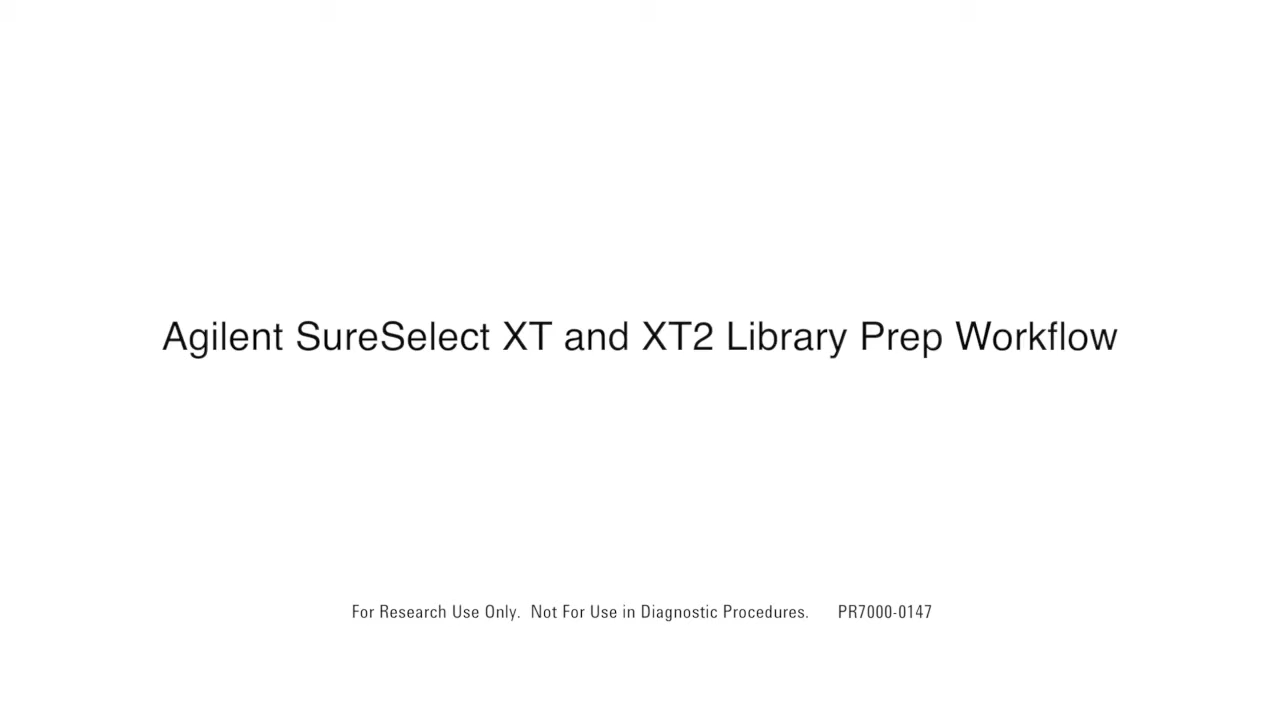 Agilent SureSelect XT and XT2 Library Prep Workflow
For Research Use Only. Not For Use in Diagnostic Procedures. PR7000-0147